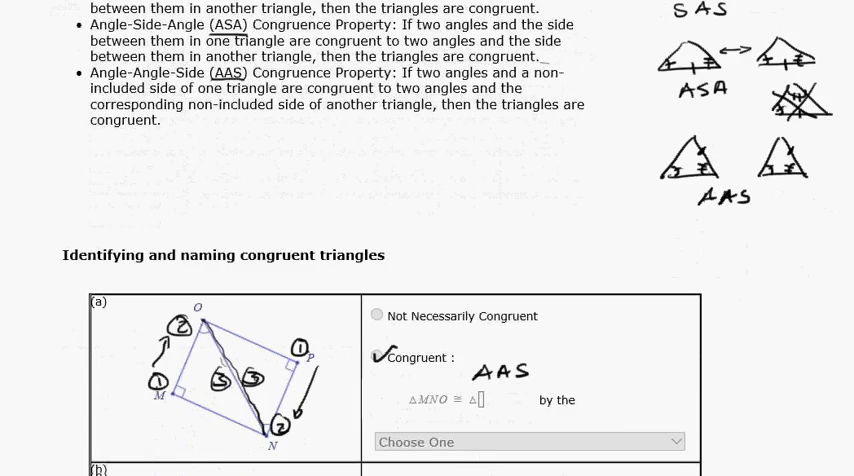 between them in another triangle, then the triangles are congruent.
• Angle-Side-Angle (ASA) Congruence Property: If two angles and the side
between them in one triangle are congruent to two angles and the side
between them in another triangle, then the triangles are congruent.
• Angle-Angle-Side (AAS) Congruence Property: If two angles and a non-
included side of one triangle are congruent to two angles and the
corresponding non-included side of another triangle, then the triangles are
congruent.
SAS
ASA
AAS
Identifying and naming congruent triangles
(a)
O
2
1
P
1
M
3
3
2
N
Not Necessarily Congruent
Congruent :
AAS
△MNO ≅ △[] by the
Choose One
(b)